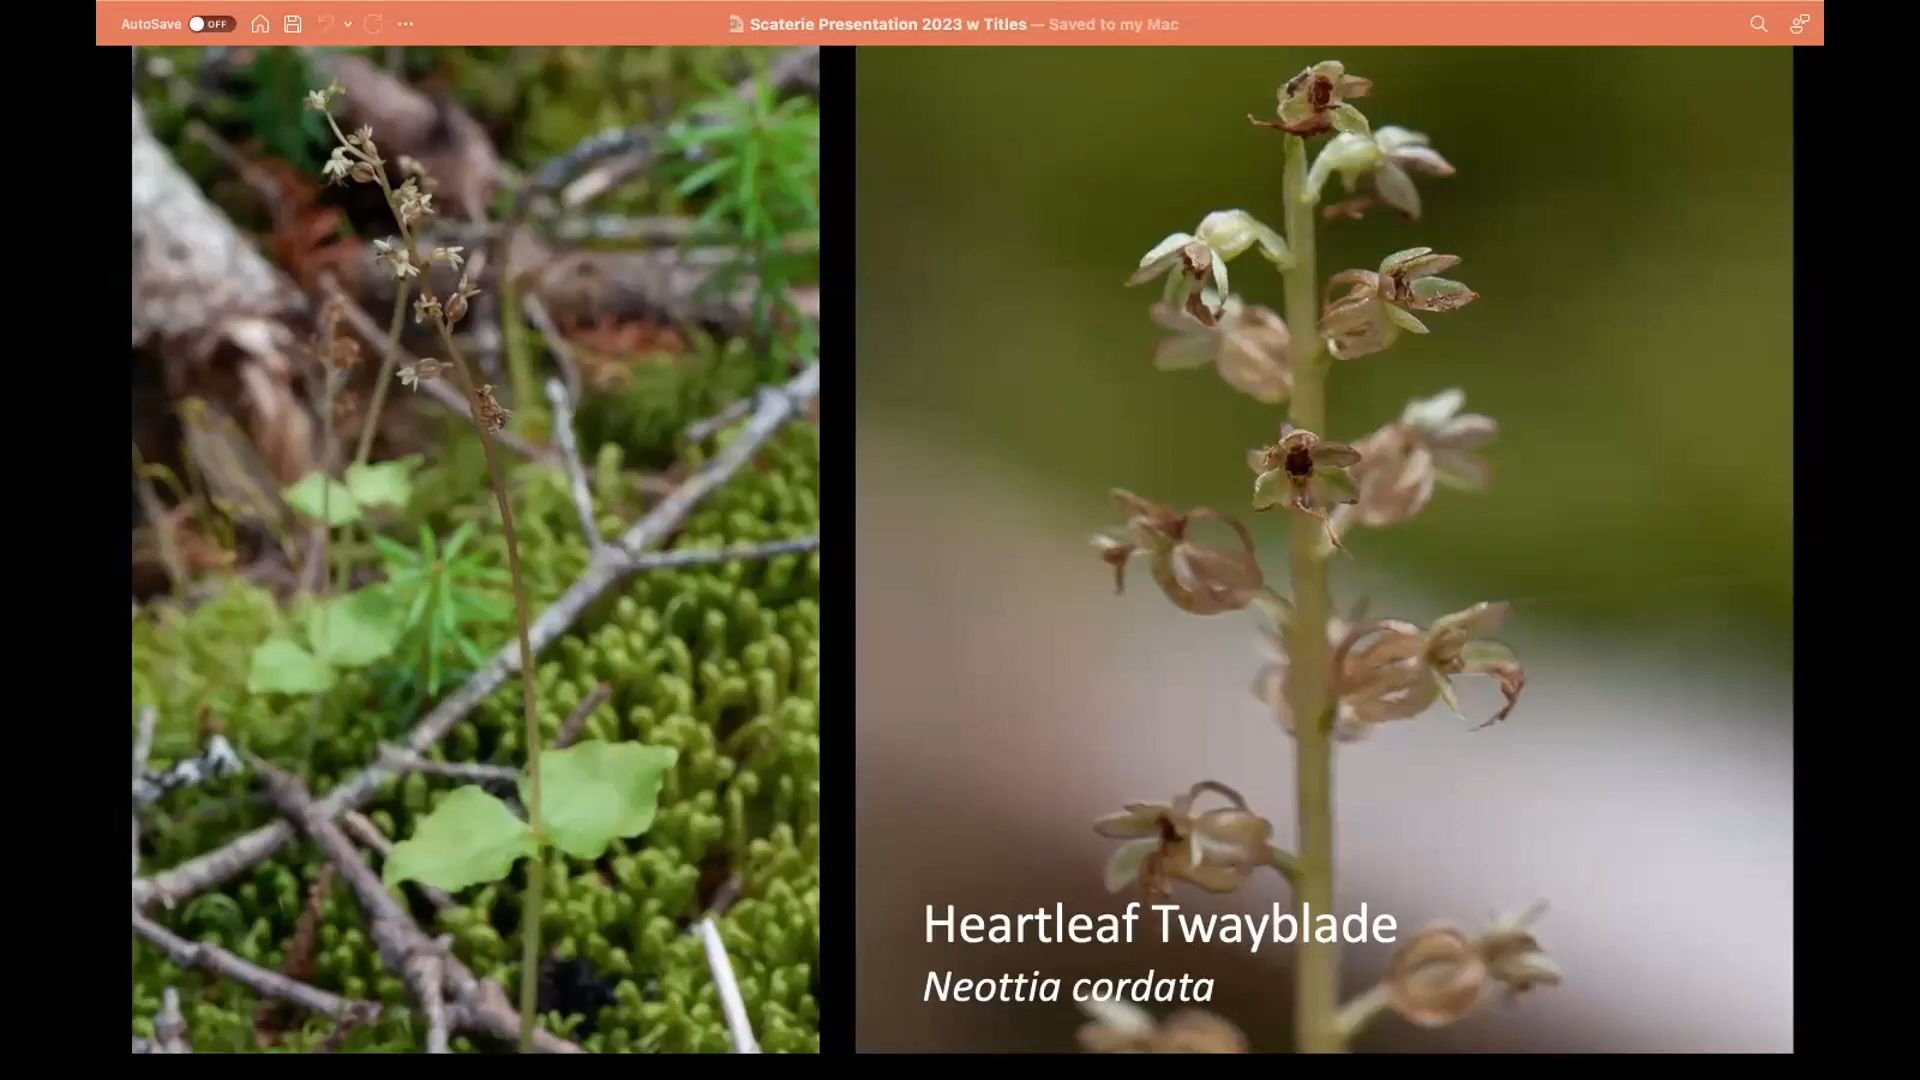 AutoSave OFF
Scaterie Presentation 2023 w Titles — Saved to my Mac
Heartleaf Twayblade
Neottia cordata